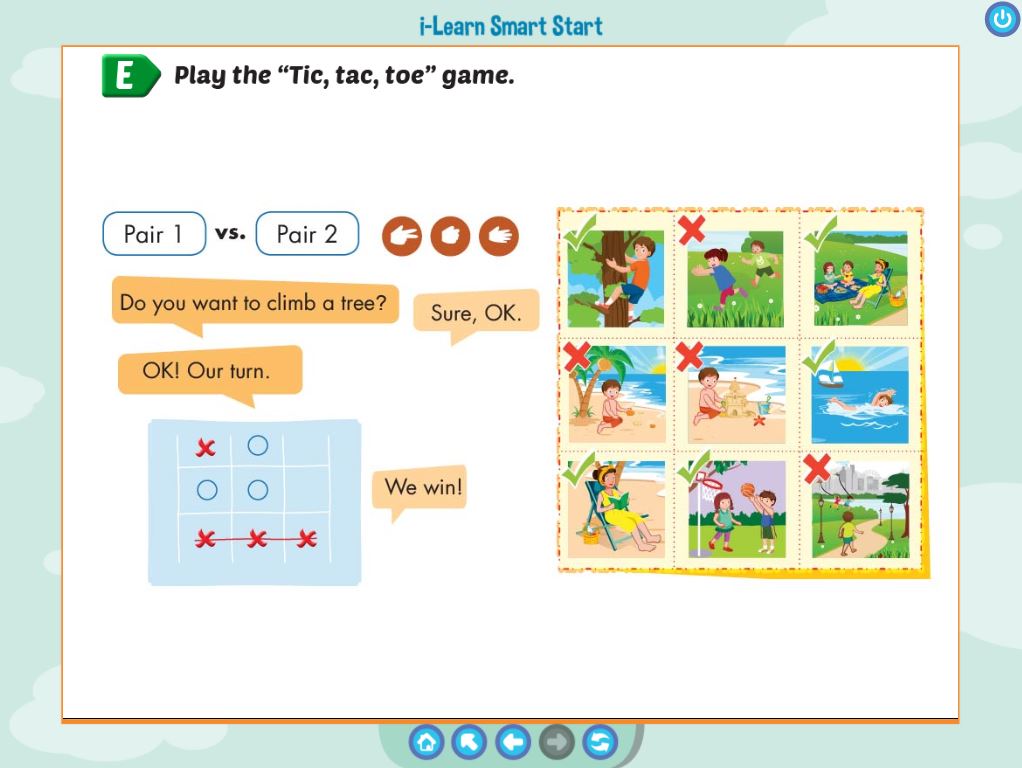 i-Learn Smart Start
E Play the “Tic, tac, toe” game.
Pair 1 vs. Pair 2
Do you want to climb a tree?
Sure, OK.
OK! Our turn.
We win!